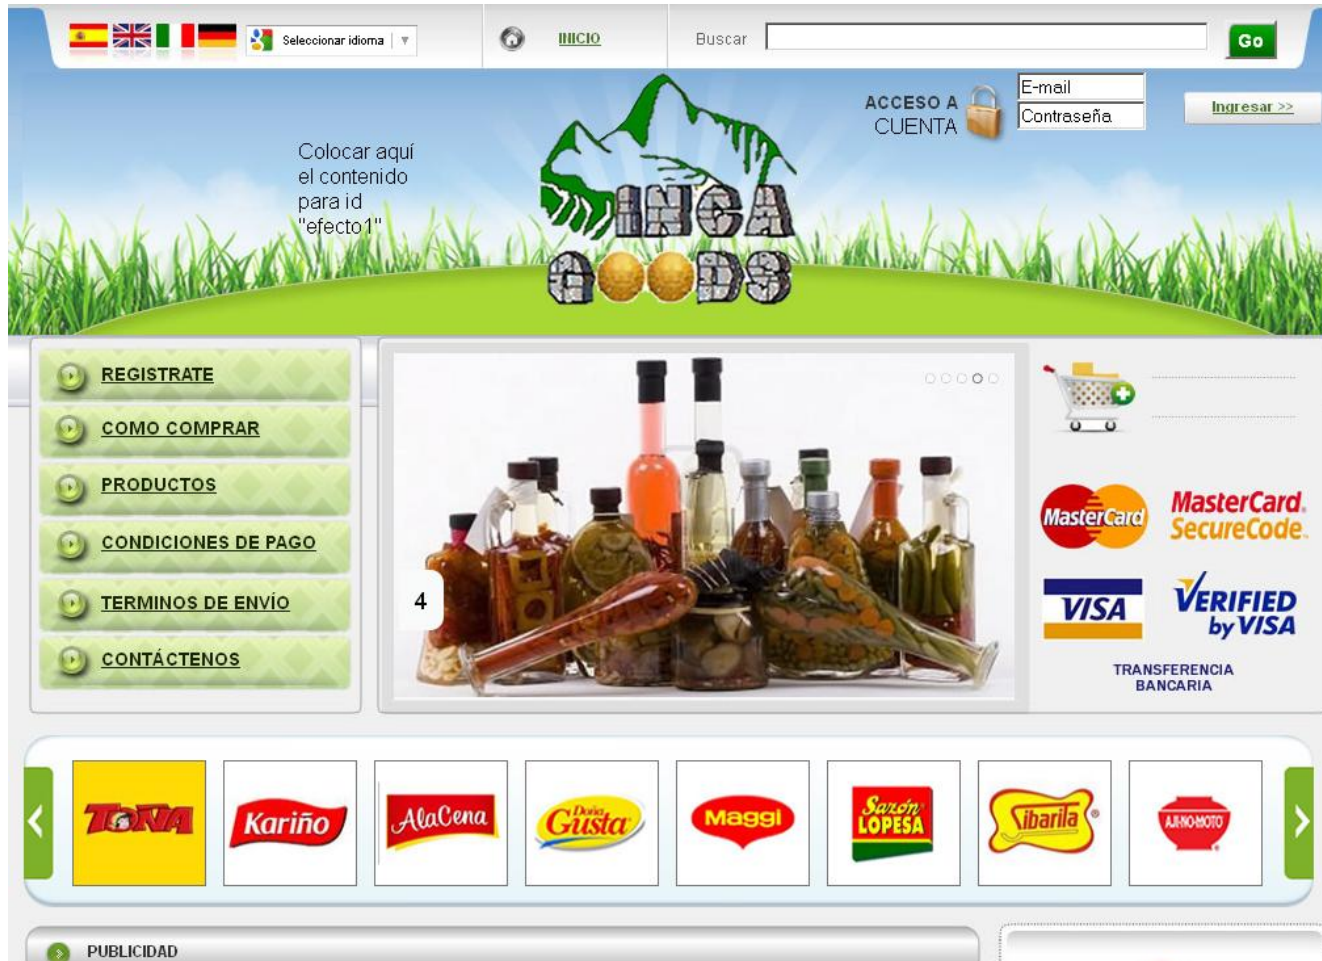 Seleccionar idioma
INICIO
Buscar
Go
ACCESO A
CUENTA
E-mail
Contraseña
Ingresar >>
Colocar aquí
el contenido
para id
"efecto1"
INCA
GOODS
REGISTRATE
COMO COMPRAR
PRODUCTOS
CONDICIONES DE PAGO
TERMINOS DE ENVÍO
CONTÁCTENOS
4
MasterCard
MasterCard.
SecureCode.
VISA
VERIFIED
by VISA
TRANSFERENCIA
BANCARIA
TOÑA
Kariño
AlaCena
Doña
Gusta
Maggi
Sazón
LOPESA
Sibarita®
AJI-NO-MOTO®
PUBLICIDAD